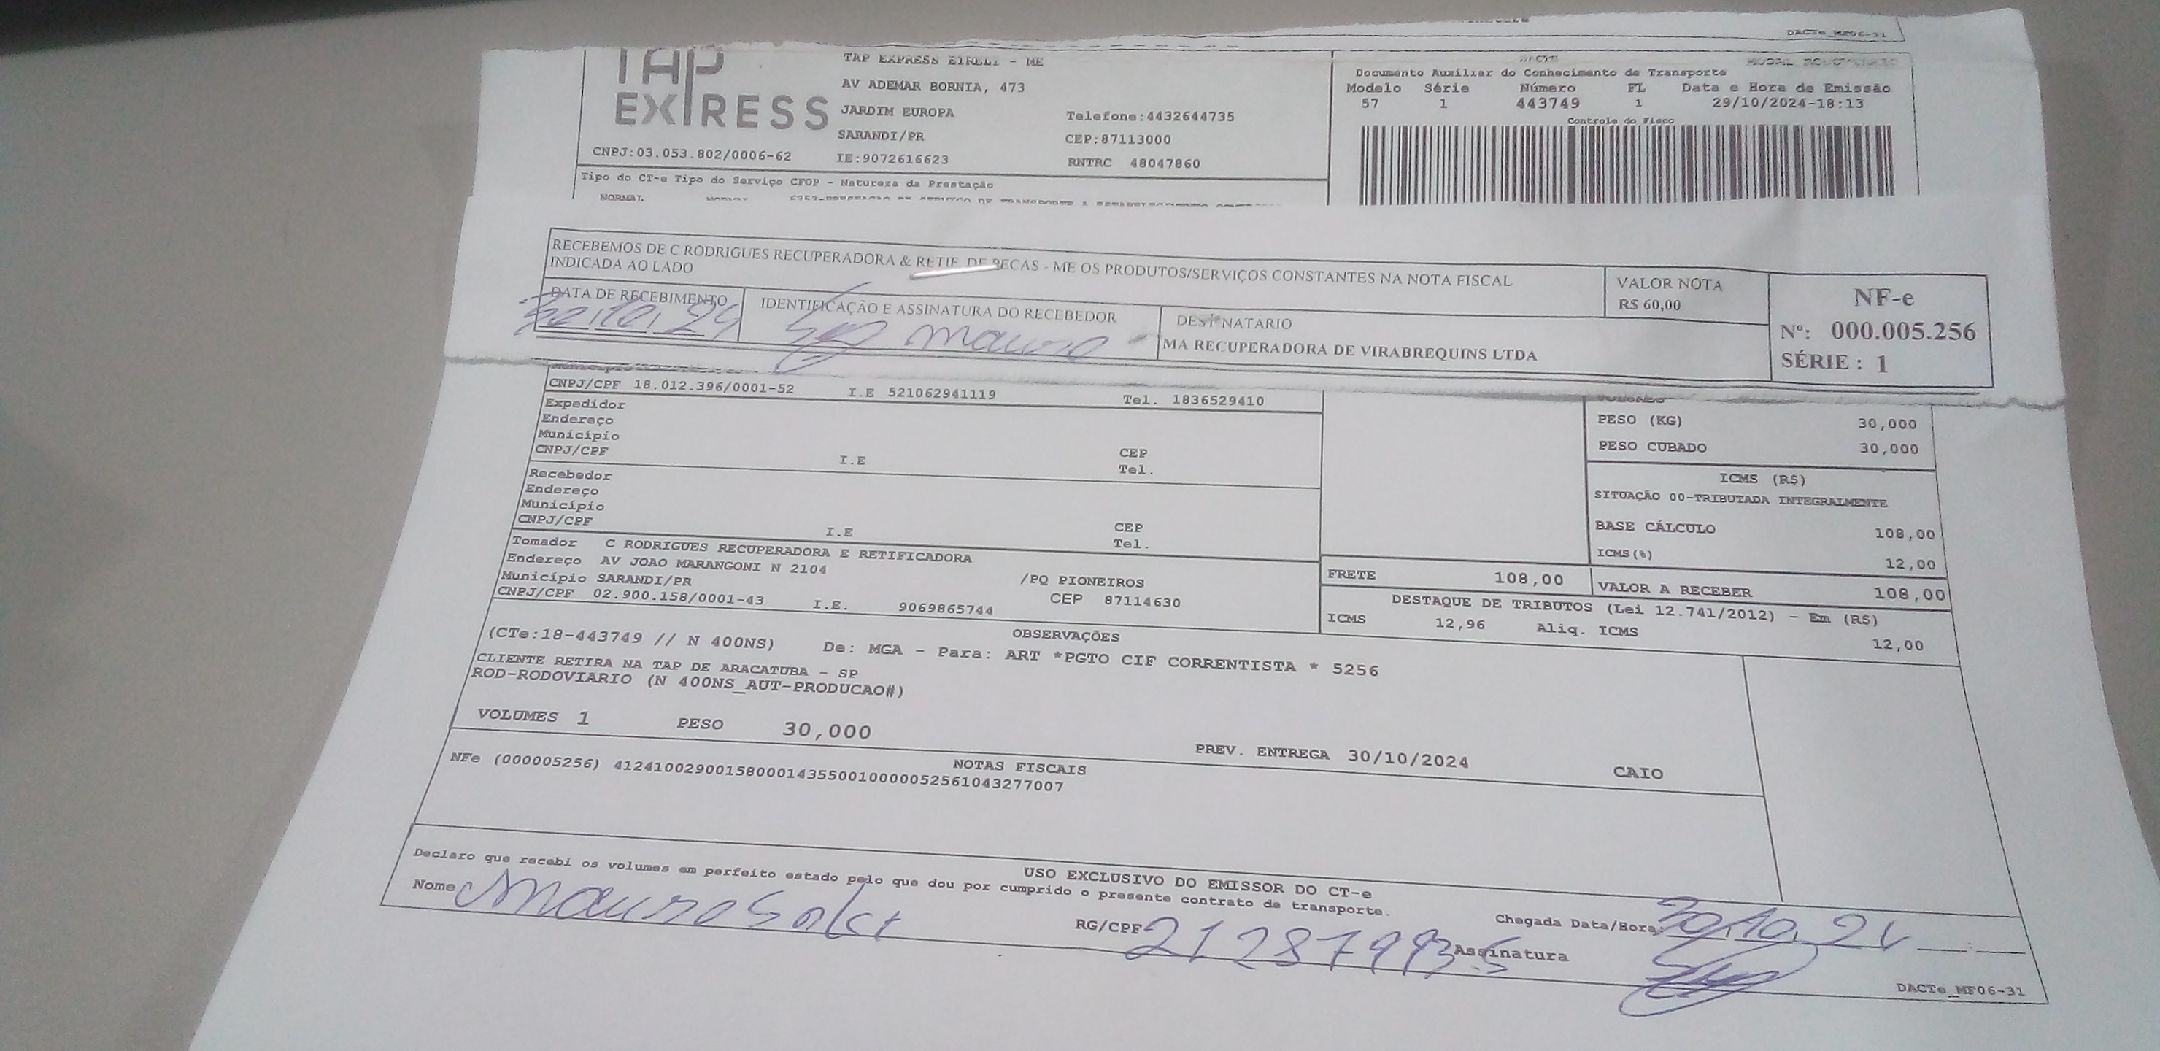 DACTe_MF06-31
TAP
EXPRESS
TAP EXPRESS EIRELI - ME
AV ADEMAR BORNIA, 473
JARDIM EUROPA
Telefone:4432644735
SARANDI/PR
CEP:87113000
CNPJ:03.053.802/0006-62
IE:9072616623
RNTRC 48047860
Tipo do CT-e Tipo do Serviço CFOP - Natureza da Prestação
NORMAL
Documento Auxiliar do Conhecimento de Transporte
Modelo Série Número FL Data e Hora de Emissão
57 1 443749 1 29/10/2024-18:13
Controle do Fisco
RECEBEMOS DE C RODRIGUES RECUPERADORA & RETIF. DE PECAS - ME OS PRODUTOS/SERVIÇOS CONSTANTES NA NOTA FISCAL
INDICADA AO LADO
VALOR NOTA
R$ 60,00
NF-e
Nº: 000.005.256
SÉRIE : 1
DATA DE RECEBIMENTO
IDENTIFICAÇÃO E ASSINATURA DO RECEBEDOR
Mauro
DESTINATÁRIO
MA RECUPERADORA DE VIRABREQUINS LTDA
CNPJ/CPF 18.012.396/0001-52 I.E 521062941119 Tel. 1836529410
Expedidor
Endereço
Município
CNPJ/CPF I.E CEP
Tel.
Recebedor
Endereço
Município
CNPJ/CPF I.E CEP
Tel.
Tomador C RODRIGUES RECUPERADORA E RETIFICADORA
Endereço AV JOAO MARANGONI N 2104 /PQ PIONEIROS
Município SARANDI/PR CEP 87114630
CNPJ/CPF 02.900.158/0001-43 I.E. 9069865744
PESO (KG) 30,000
PESO CUBADO 30,000
ICMS (R$)
SITUAÇÃO 00-TRIBUTADA INTEGRALMENTE
BASE CÁLCULO 108,00
ICMS(%) 12,00
FRETE 108,00 VALOR A RECEBER 108,00
DESTAQUE DE TRIBUTOS (Lei 12.741/2012) - Em (R$)
ICMS 12,96 Aliq. ICMS 12,00
OBSERVAÇÕES
(CTe:18-443749 // N 400NS) De: MGA - Para: ART *PGTO CIF CORRENTISTA * 5256
CLIENTE RETIRA NA TAP DE ARACATUBA - SP
ROD-RODOVIARIO (N 400NS_AUT-PRODUCAO#)
VOLUMES 1 PESO 30,000 PREV. ENTREGA 30/10/2024 CAIO
NOTAS FISCAIS
NFe (000005256) 41241002900158000143550010000052561043277007
USO EXCLUSIVO DO EMISSOR DO CT-e
Declaro que recebi os volumes em perfeito estado pelo que dou por cumprido o presente contrato de transporte.
Nome Mauro
RG/CPF 21287993.5 Assinatura
Chegada Data/Hora 30.10.24
DACTe_MF06-31